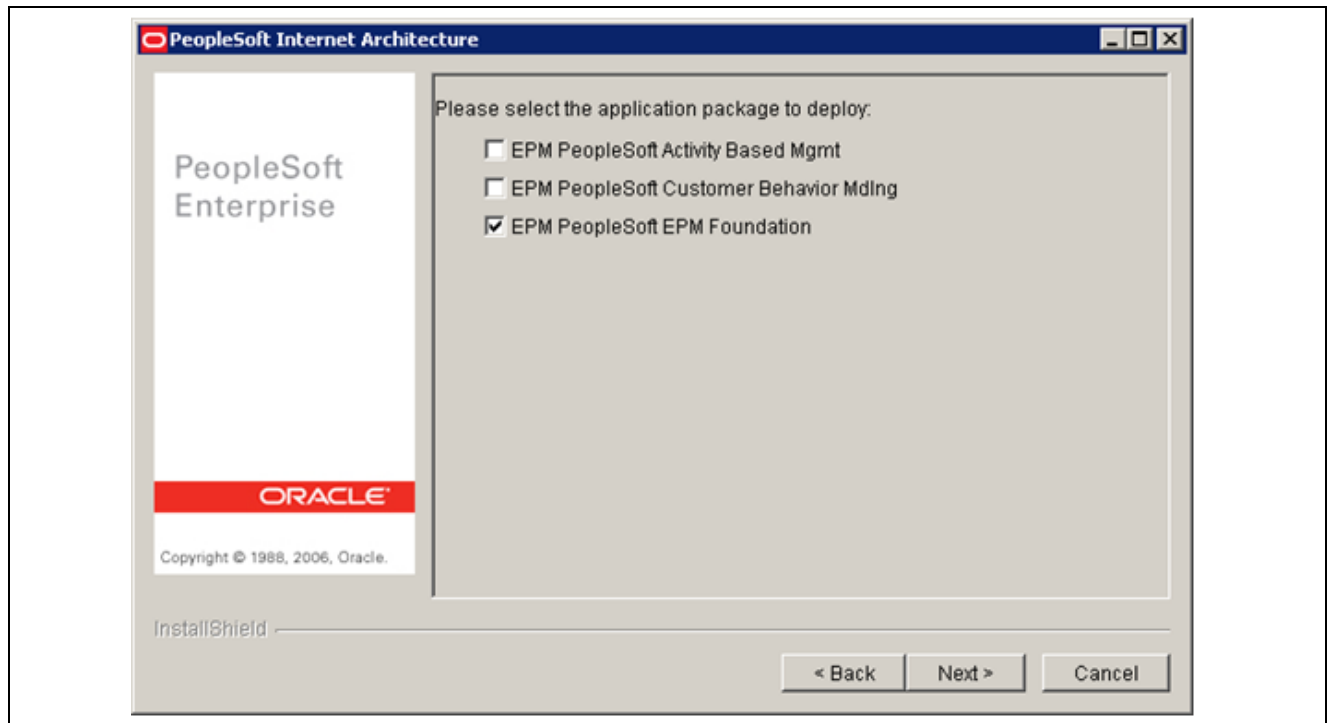 PeopleSoft Internet Architecture
PeopleSoft
Enterprise
ORACLE
Copyright © 1988, 2006, Oracle.
Please select the application package to deploy:
EPM PeopleSoft Activity Based Mgmt
EPM PeopleSoft Customer Behavior Mdlng
EPM PeopleSoft EPM Foundation
InstallShield
< Back
Next >
Cancel